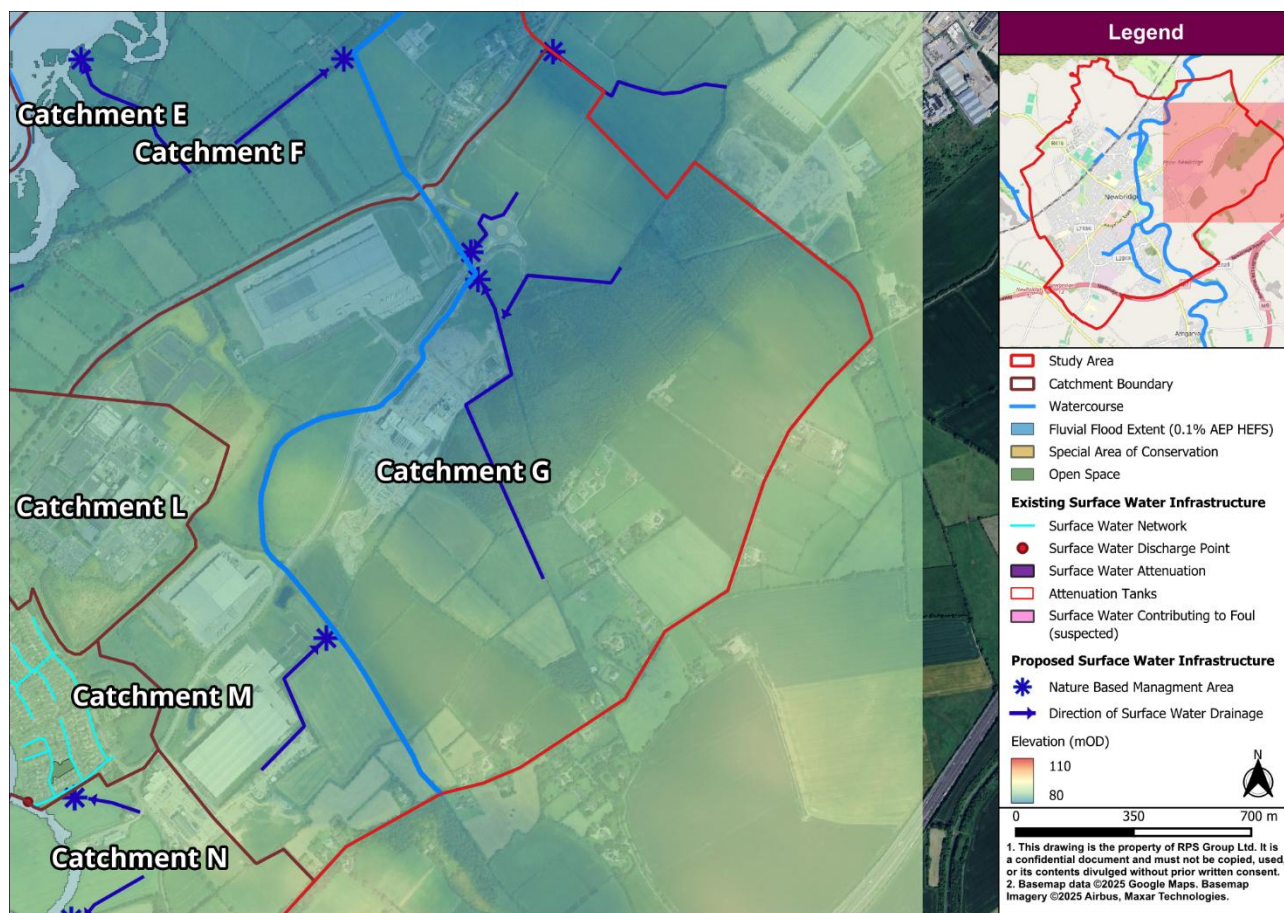 Catchment E
Catchment F
Catchment G
Catchment L
Catchment M
Catchment N
Legend
Newbridge
Study Area
Catchment Boundary
Watercourse
Fluvial Flood Extent (0.1% AEP HEFS)
Special Area of Conservation
Open Space
Existing Surface Water Infrastructure
Surface Water Network
Surface Water Discharge Point
Surface Water Attenuation
Attenuation Tanks
Surface Water Contributing to Foul
(suspected)
Proposed Surface Water Infrastructure
Nature Based Managment Area
Direction of Surface Water Drainage
Elevation (mOD)
110
80
N
0 350 700 m
1. This drawing is the property of RPS Group Ltd. It is
a confidential document and must not be copied, used,
or its contents divulged without prior written consent.
2. Basemap data ©2025 Google Maps. Basemap
Imagery ©2025 Airbus, Maxar Technologies.